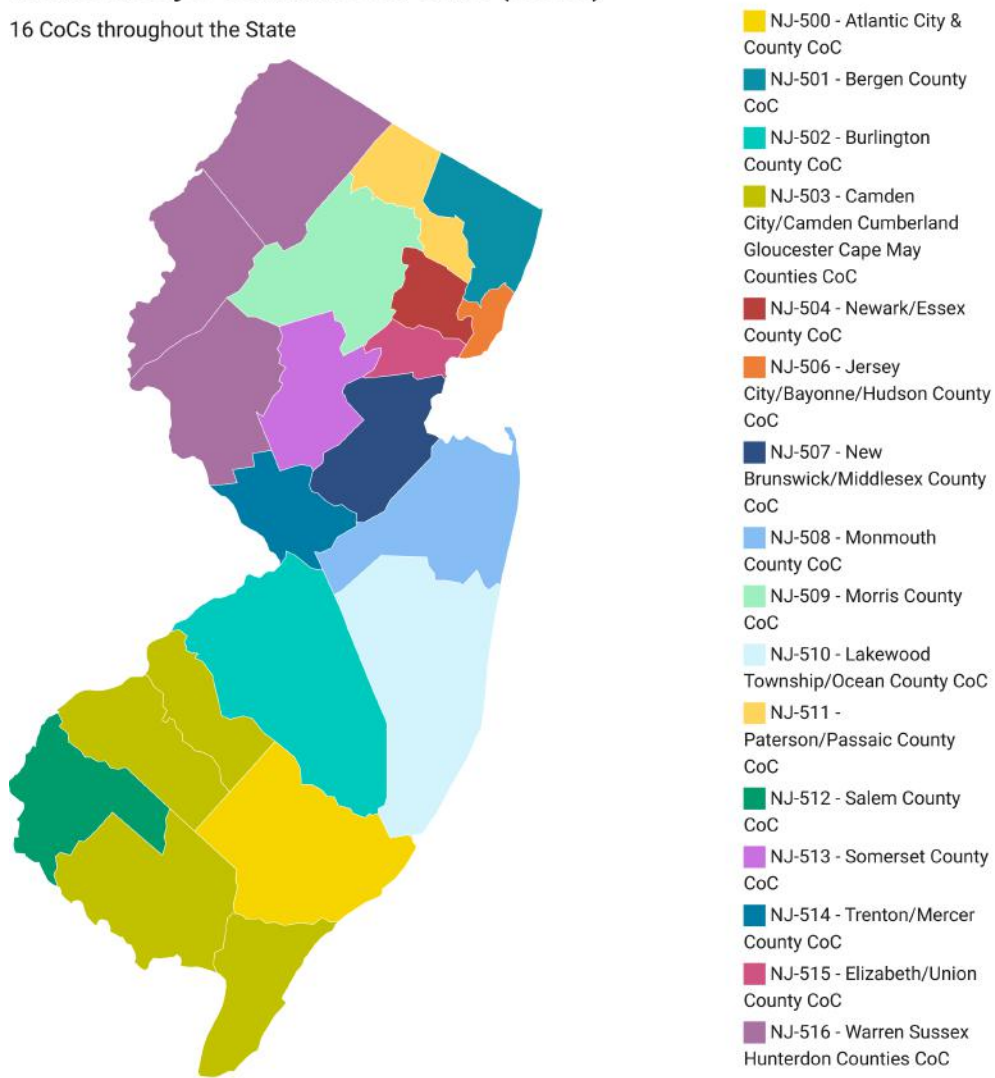 16 CoCs throughout the State
NJ-500 - Atlantic City &
County CoC
NJ-501 - Bergen County
CoC
NJ-502 - Burlington
County CoC
NJ-503 - Camden
City/Camden Cumberland
Gloucester Cape May
Counties CoC
NJ-504 - Newark/Essex
County CoC
NJ-506 - Jersey
City/Bayonne/Hudson County
CoC
NJ-507 - New
Brunswick/Middlesex County
CoC
NJ-508 - Monmouth
County CoC
NJ-509 - Morris County
CoC
NJ-510 - Lakewood
Township/Ocean County CoC
NJ-511 -
Paterson/Passaic County
CoC
NJ-512 - Salem County
CoC
NJ-513 - Somerset County
CoC
NJ-514 - Trenton/Mercer
County CoC
NJ-515 - Elizabeth/Union
County CoC
NJ-516 - Warren Sussex
Hunterdon Counties CoC